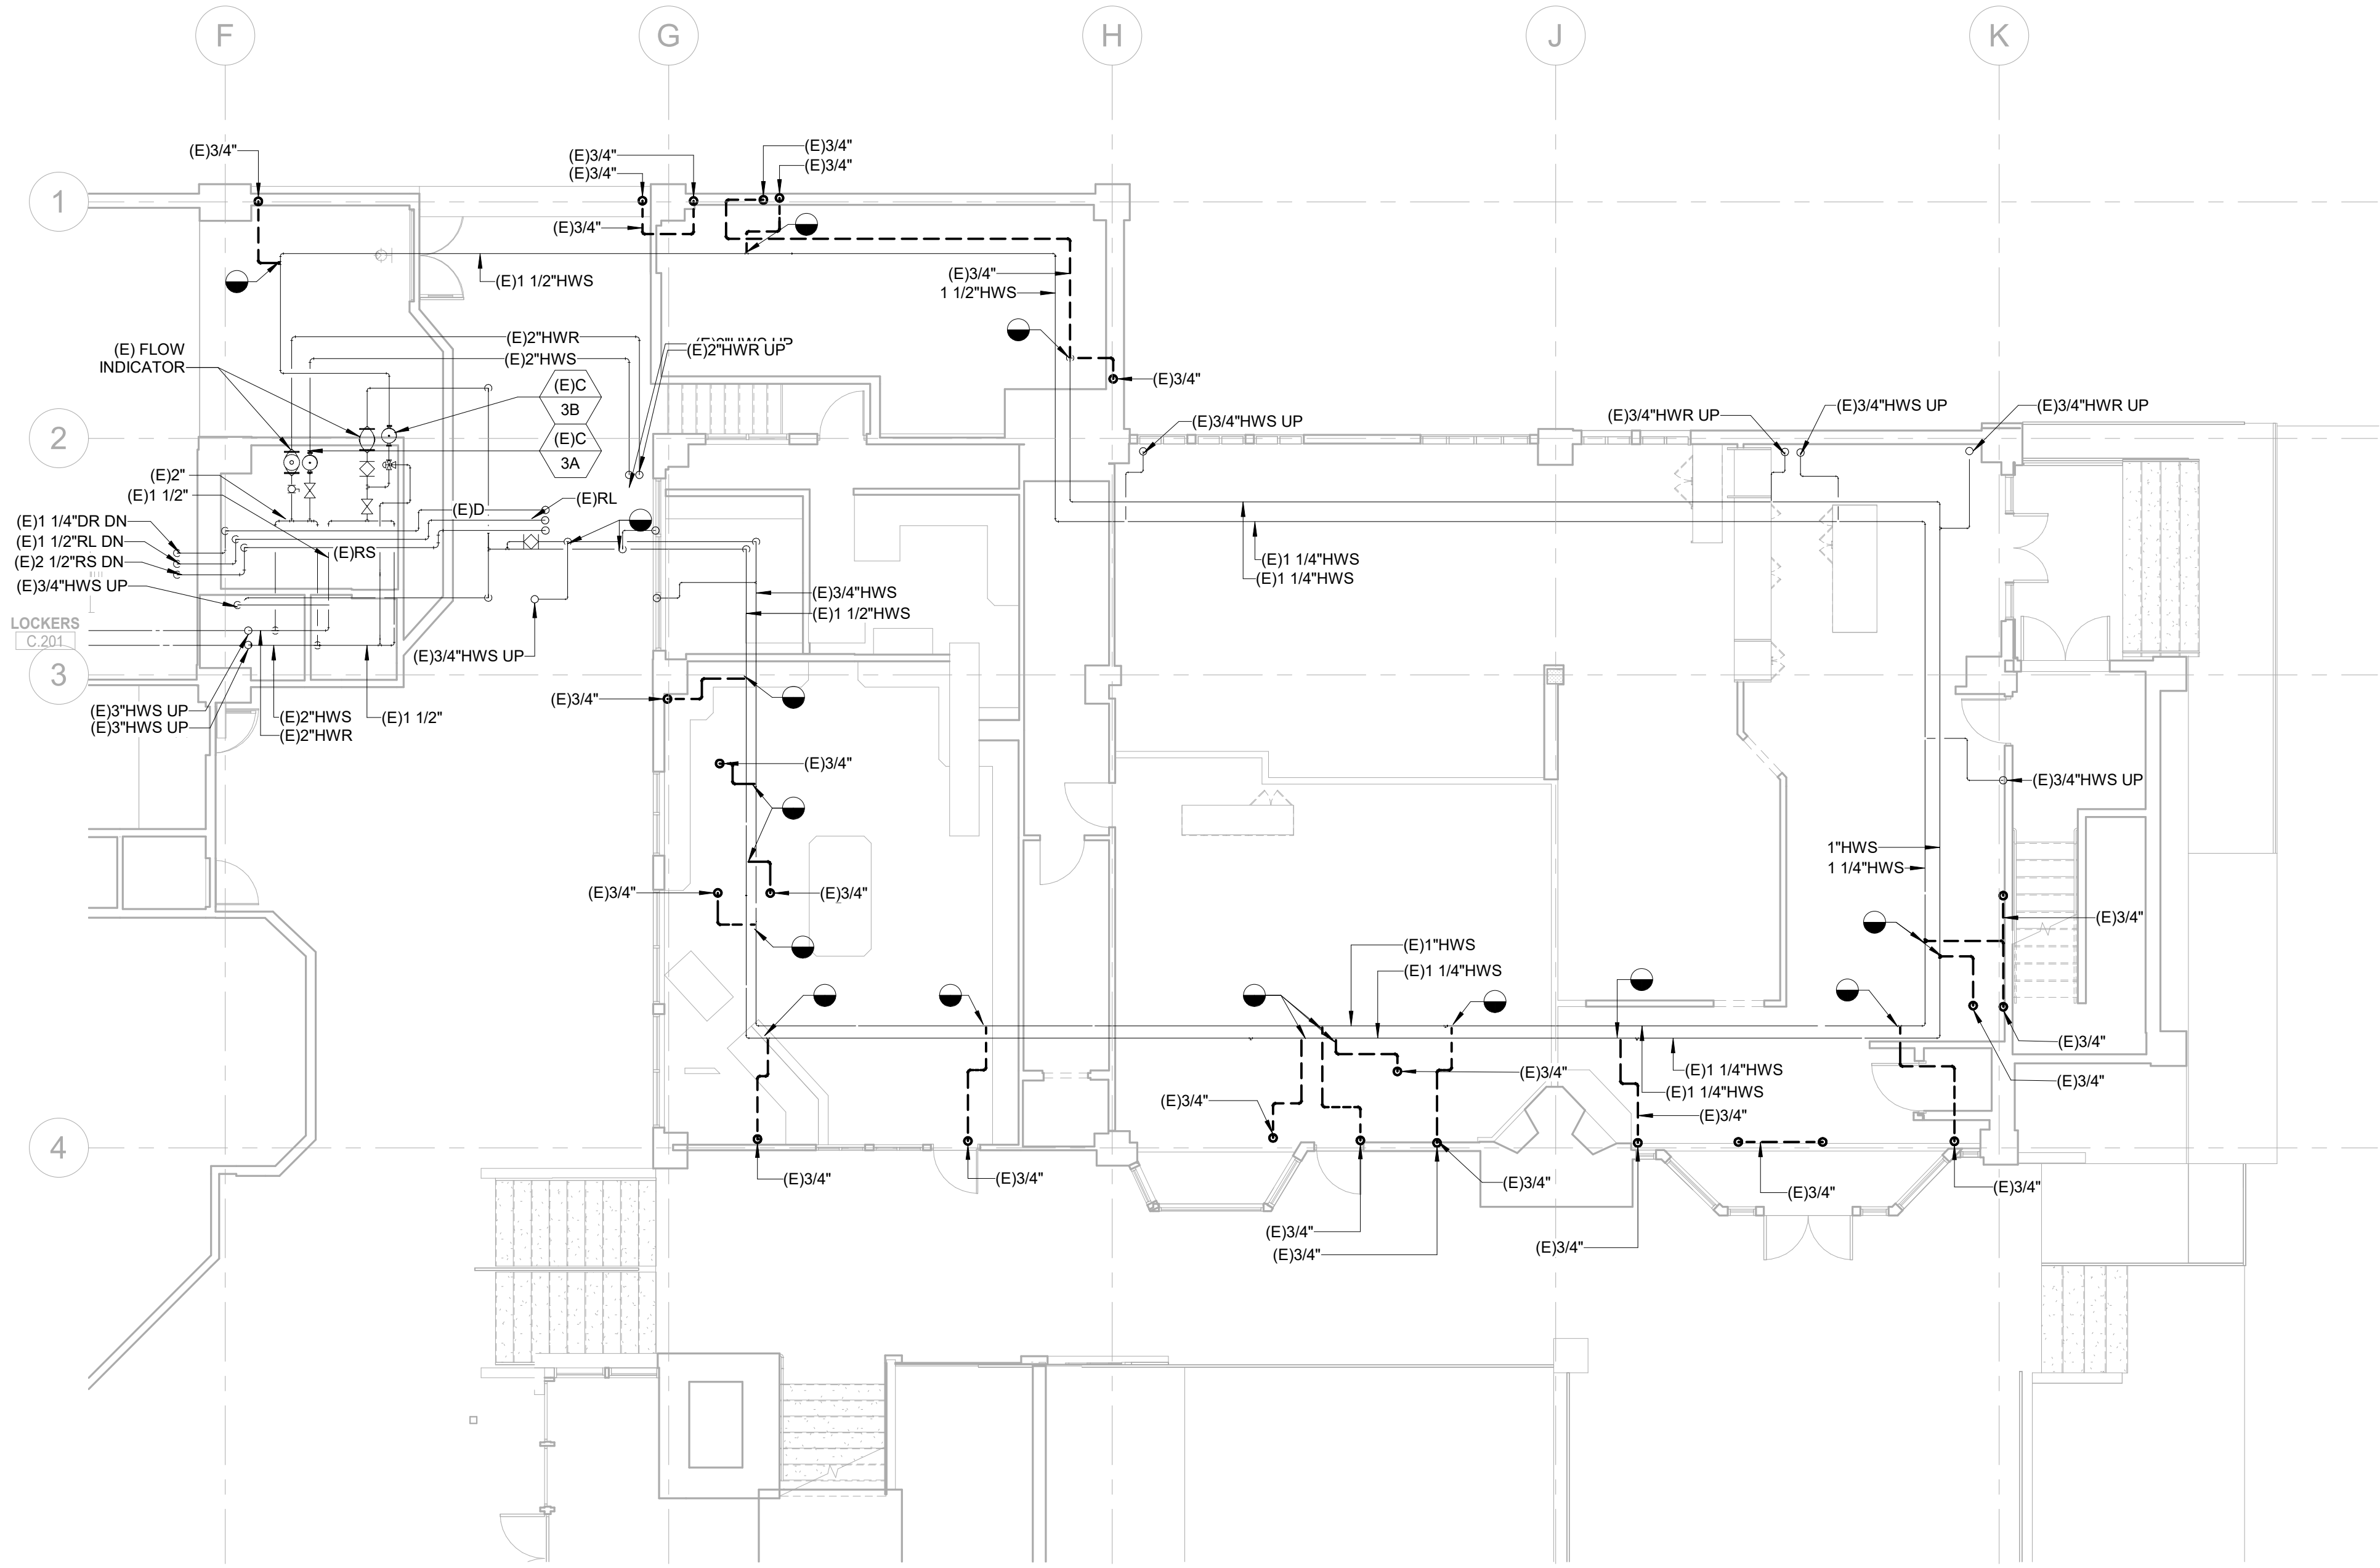 F
G
H
J
K
(E)3/4"
(E)3/4"
(E)3/4"
(E)3/4"
(E)3/4"
1
(E)3/4"
(E)1 1/2"HWS
(E)3/4"
1 1/2"HWS
(E)2"HWR
(E)2"HWS
(E)2"HWR UP
(E) FLOW
INDICATOR
(E)C
3B
(E)C
3A
(E)3/4"
(E)3/4"HWS UP
(E)3/4"HWR UP
(E)3/4"HWS UP
(E)3/4"HWR UP
2
(E)2"
(E)1 1/2"
(E)RL
(E)D
(E)1 1/4"DR DN
(E)1 1/2"RL DN
(E)2 1/2"RS DN
(E)RS
(E)3/4"HWS UP
(E)1 1/4"HWS
(E)1 1/4"HWS
(E)3/4"HWS
(E)1 1/2"HWS
LOCKERS
C.201
(E)3/4"HWS UP
3
(E)3"HWS UP
(E)3"HWS UP
(E)2"HWS
(E)2"HWR
(E)1 1/2"
(E)3/4"
(E)3/4"
(E)3/4"HWS UP
1"HWS
1 1/4"HWS
(E)3/4"
(E)3/4"
(E)3/4"
(E)1"HWS
(E)1 1/4"HWS
(E)3/4"
(E)3/4"
(E)3/4"
(E)3/4"
(E)1 1/4"HWS
(E)1 1/4"HWS
(E)3/4"
4
(E)3/4"
(E)3/4"
(E)3/4"
(E)3/4"
(E)3/4"
(E)3/4"
(E)3/4"
(E)3/4"
(E)3/4"